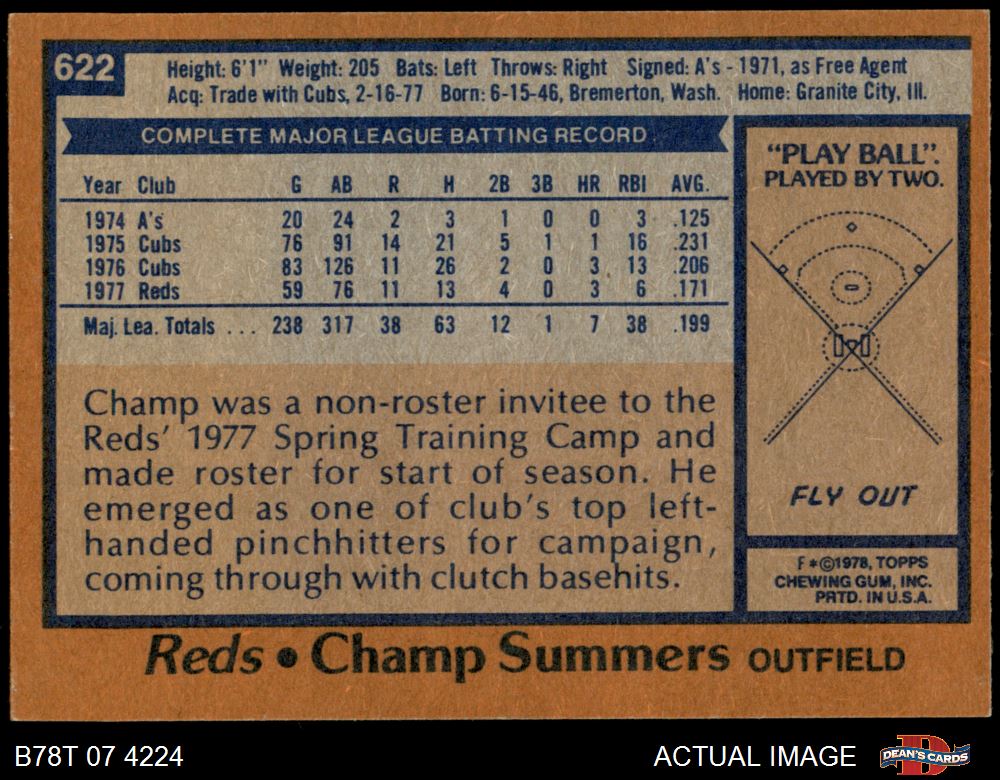 622
Height: 6'1" Weight: 205 Bats: Left Throws: Right Signed: A's - 1971, as Free Agent
Acq: Trade with Cubs, 2-16-77 Born: 6-15-46, Bremerton, Wash. Home: Granite City, Ill.
COMPLETE MAJOR LEAGUE BATTING RECORD
Year Club G AB R H 2B 3B HR RBI AVG.
1974 A's 20 24 2 3 1 0 0 3 .125
1975 Cubs 76 91 14 21 5 1 1 16 .231
1976 Cubs 83 126 11 26 2 0 3 13 .206
1977 Reds 59 76 11 13 4 0 3 6 .171
Maj. Lea. Totals ... 238 317 38 63 12 1 7 38 .199
Champ was a non-roster invitee to the
Reds' 1977 Spring Training Camp and
made roster for start of season. He
emerged as one of club's top left-
handed pinchhitters for campaign,
coming through with clutch basehits.
"PLAY BALL".
PLAYED BY TWO.
FLY OUT
F*©1978, TOPPS
CHEWING GUM, INC.
PRTD. IN U.S.A.
Reds • Champ Summers OUTFIELD
B78T 07 4224
ACTUAL IMAGE
DEAN'S CARDS